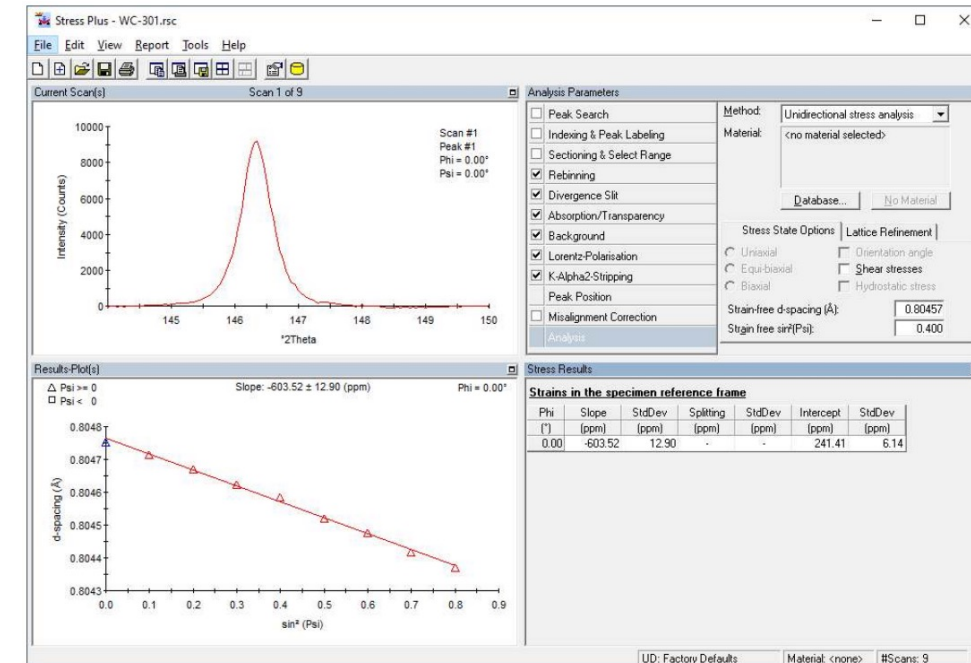 Stress Plus - WC-301.rsc
File Edit View Report Tools Help
Current Scan(s) Scan 1 of 9
10000
8000
6000
4000
2000
0
Intensity (Counts)
145 146 147 148 149 150
°2Theta
Scan #1
Peak #1
Phi = 0.00°
Psi = 0.00°
Analysis Parameters
Peak Search
Indexing & Peak Labeling
Sectioning & Select Range
Rebinning
Divergence Slit
Absorption/Transparency
Background
Lorentz-Polarisation
K-Alpha2-Stripping
Peak Position
Misalignment Correction
Analysis
Method: Unidirectional stress analysis
Material: <no material selected>
Database... No Material
Stress State Options Lattice Refinement
Uniaxial Orientation angle
Equi-biaxial Shear stresses
Biaxial Hydrostatic stress
Strain-free d-spacing (Å): 0.80457
Strain free sin²(Psi): 0.400
Results-Plot(s)
Psi >= 0 Slope: -603.52 ± 12.90 (ppm) Phi = 0.00°
Psi < 0
0.8048
0.8047
0.8046
0.8045
0.8044
0.8043
d-spacing (Å)
0.0 0.1 0.2 0.3 0.4 0.5 0.6 0.7 0.8 0.9
sin² (Psi)
Stress Results
Strains in the specimen reference frame
Phi Slope StdDev Splitting StdDev Intercept StdDev
(°) (ppm) (ppm) (ppm) (ppm) (ppm) (ppm)
0.00 -603.52 12.90 - - 241.41 6.14
UD: Factory Defaults Material: <none> #Scans: 9